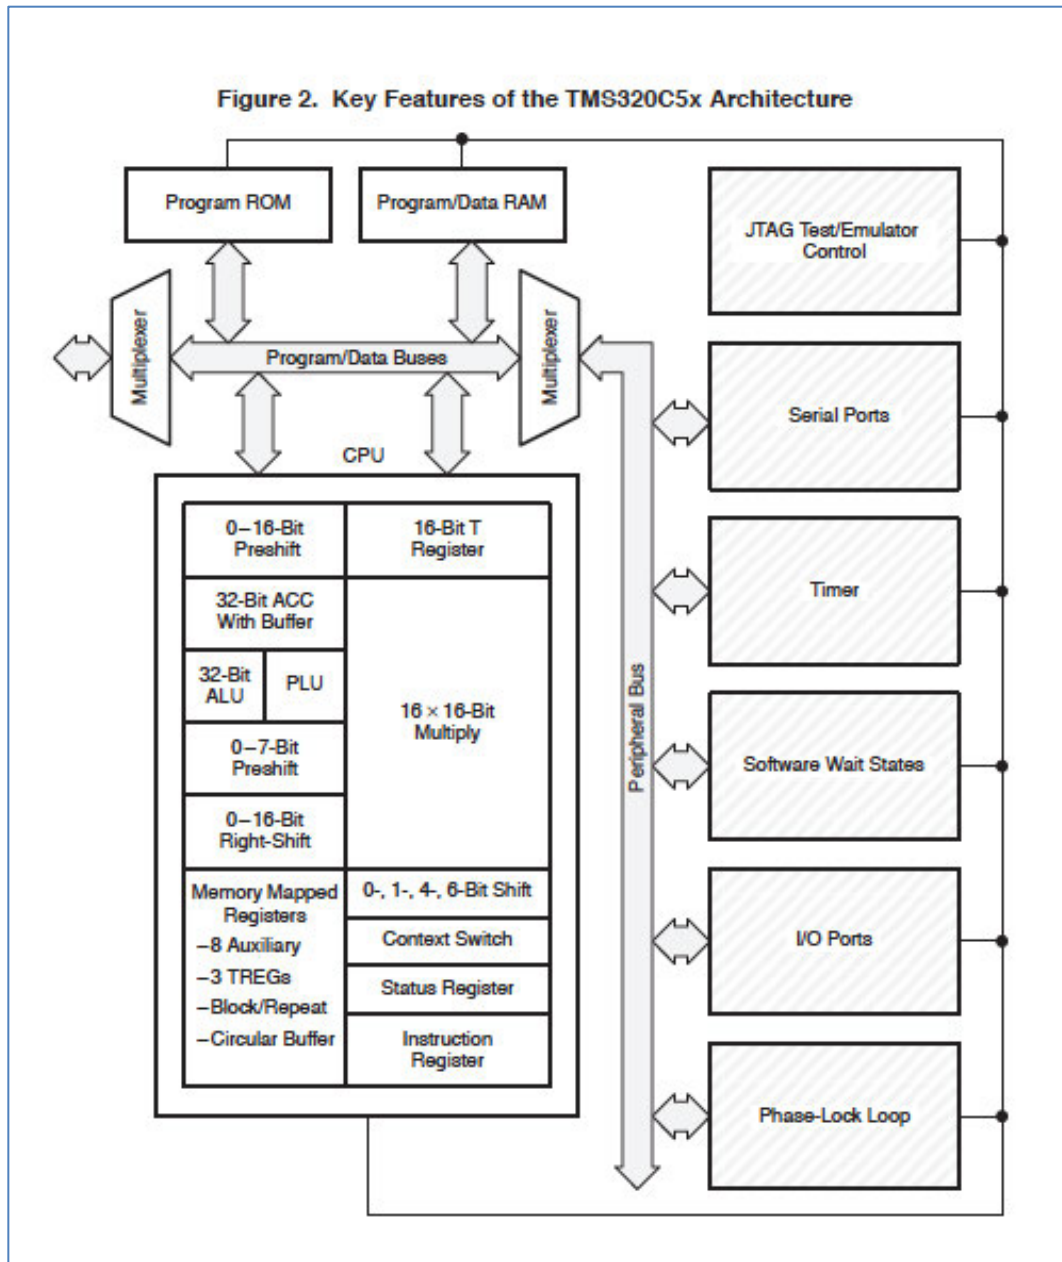 Figure 2. Key Features of the TMS320C5x Architecture
Program ROM
Program/Data RAM
JTAG Test/Emulator
Control
Multiplexer
Program/Data Buses
Multiplexer
Serial Ports
CPU
0–16-Bit
Preshift
16-Bit T
Register
32-Bit ACC
With Buffer
32-Bit
ALU
PLU
16 × 16-Bit
Multiply
0–7-Bit
Preshift
0–16-Bit
Right-Shift
Memory Mapped
Registers
–8 Auxiliary
–3 TREGs
–Block/Repeat
–Circular Buffer
0-, 1-, 4-, 6-Bit Shift
Context Switch
Status Register
Instruction
Register
Peripheral Bus
Timer
Software Wait States
I/O Ports
Phase-Lock Loop